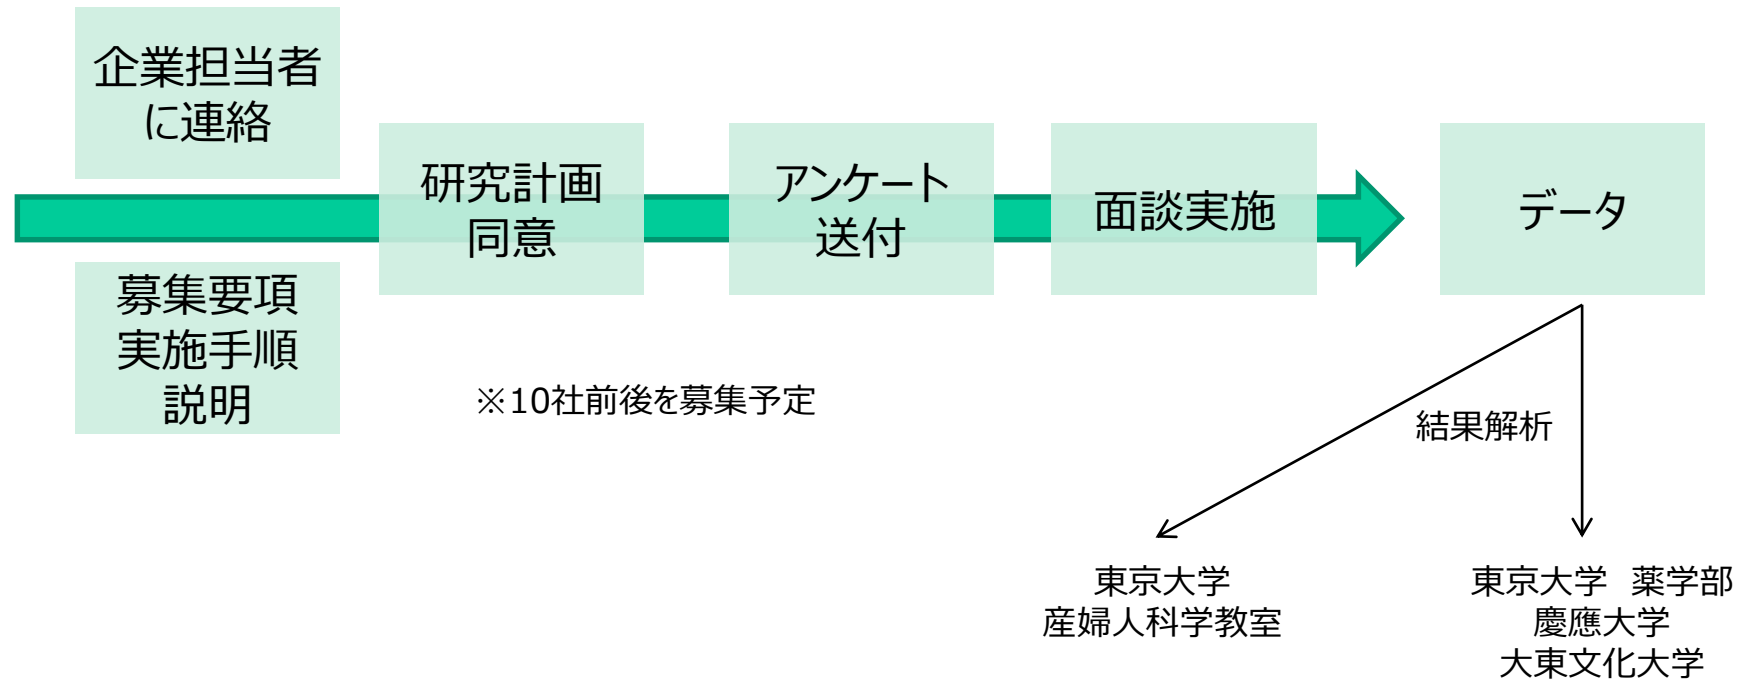 企業担当者
に連絡
募集要項
実施手順
説明
研究計画
同意
アンケート
送付
面談実施
データ
※10社前後を募集予定
結果解析
東京大学
産婦人科学教室
東京大学　薬学部
慶應大学
大東文化大学